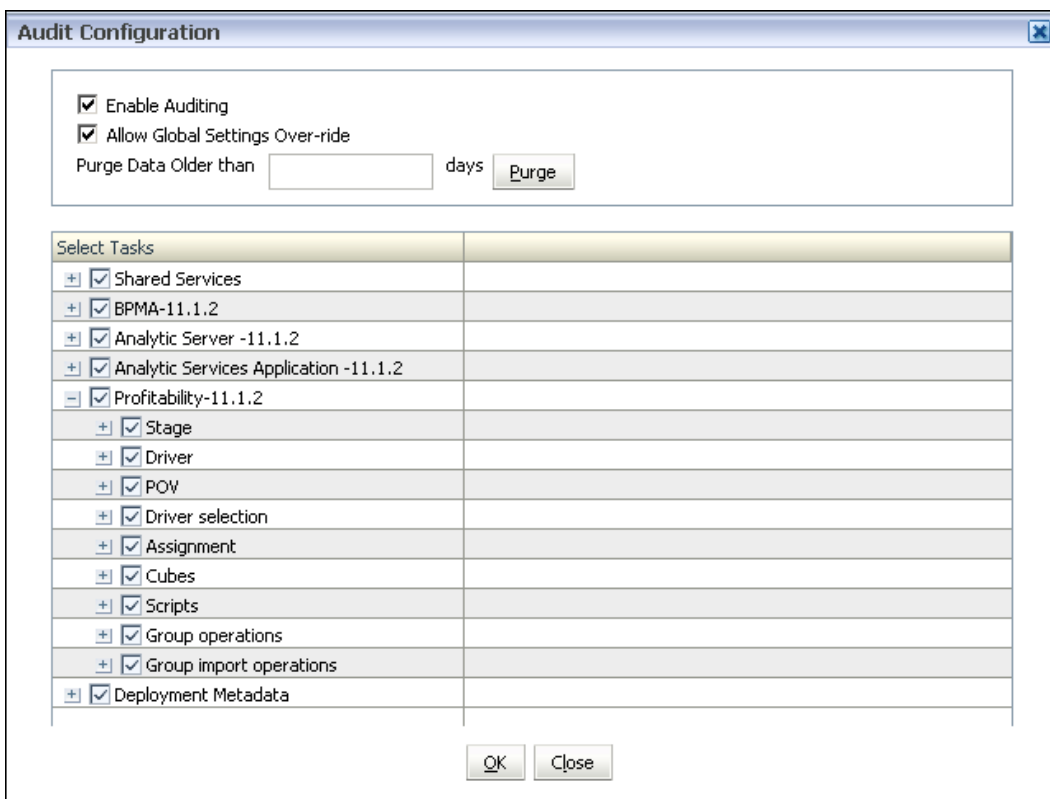 Audit Configuration
Enable Auditing
Allow Global Settings Over-ride
Purge Data Older than days Purge
Select Tasks
Shared Services
BPMA-11.1.2
Analytic Server -11.1.2
Analytic Services Application -11.1.2
Profitability-11.1.2
Stage
Driver
POV
Driver selection
Assignment
Cubes
Scripts
Group operations
Group import operations
Deployment Metadata
OK Close